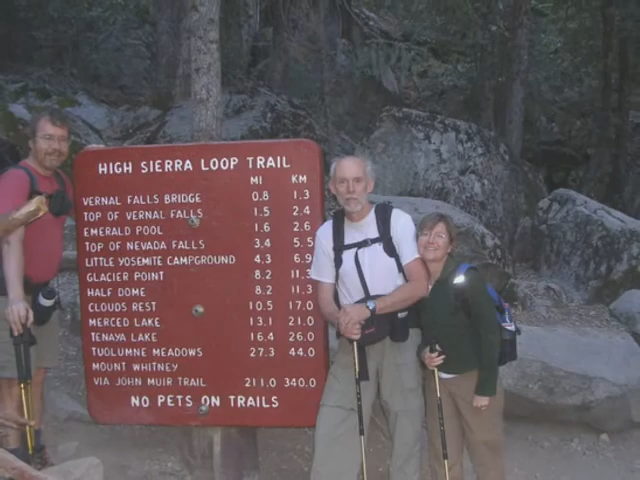 HIGH SIERRA LOOP TRAIL
MI KM
VERNAL FALLS BRIDGE 0.8 1.3
TOP OF VERNAL FALLS 1.5 2.4
EMERALD POOL 1.6 2.6
TOP OF NEVADA FALLS 3.4 5.5
LITTLE YOSEMITE CAMPGROUND 4.3 6.9
GLACIER POINT 8.2 11.3
HALF DOME 8.2 11.3
CLOUDS REST 10.5 17.0
MERCED LAKE 13.1 21.0
TENAYA LAKE 16.4 26.0
TUOLUMNE MEADOWS 27.3 44.0
MOUNT WHITNEY
VIA JOHN MUIR TRAIL 211.0 340.0
NO PETS ON TRAILS